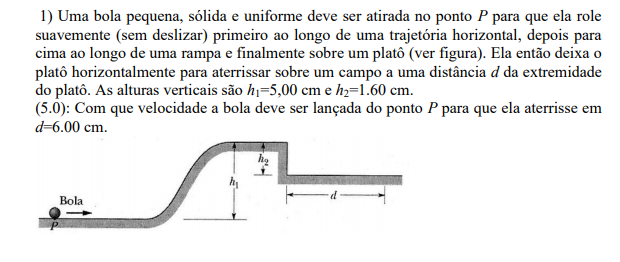 1) Uma bola pequena, sólida e uniforme deve ser atirada no ponto P para que ela role
suavemente (sem deslizar) primeiro ao longo de uma trajetória horizontal, depois para
cima ao longo de uma rampa e finalmente sobre um platô (ver figura). Ela então deixa o
platô horizontalmente para aterrissar sobre um campo a uma distância d da extremidade
do platô. As alturas verticais são h₁=5,00 cm e h₂=1.60 cm.
(5.0): Com que velocidade a bola deve ser lançada do ponto P para que ela aterrisse em
d=6.00 cm.
h₂
h₁
d
Bola
P